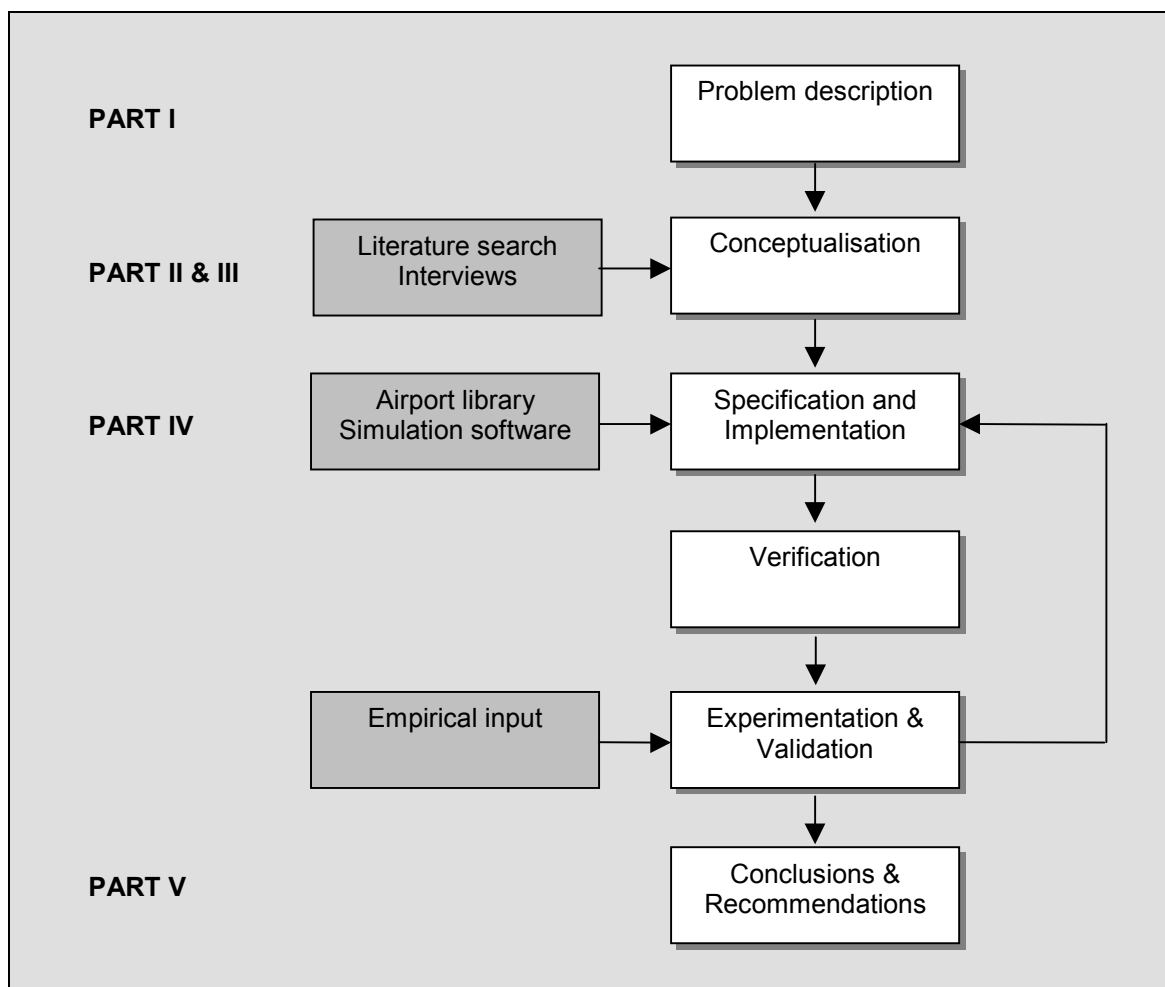 Problem description
PART I
Literature search
Interviews
Conceptualisation
PART II & III
Airport library
Simulation software
Specification and
Implementation
PART IV
Verification
Empirical input
Experimentation &
Validation
Conclusions &
Recommendations
PART V